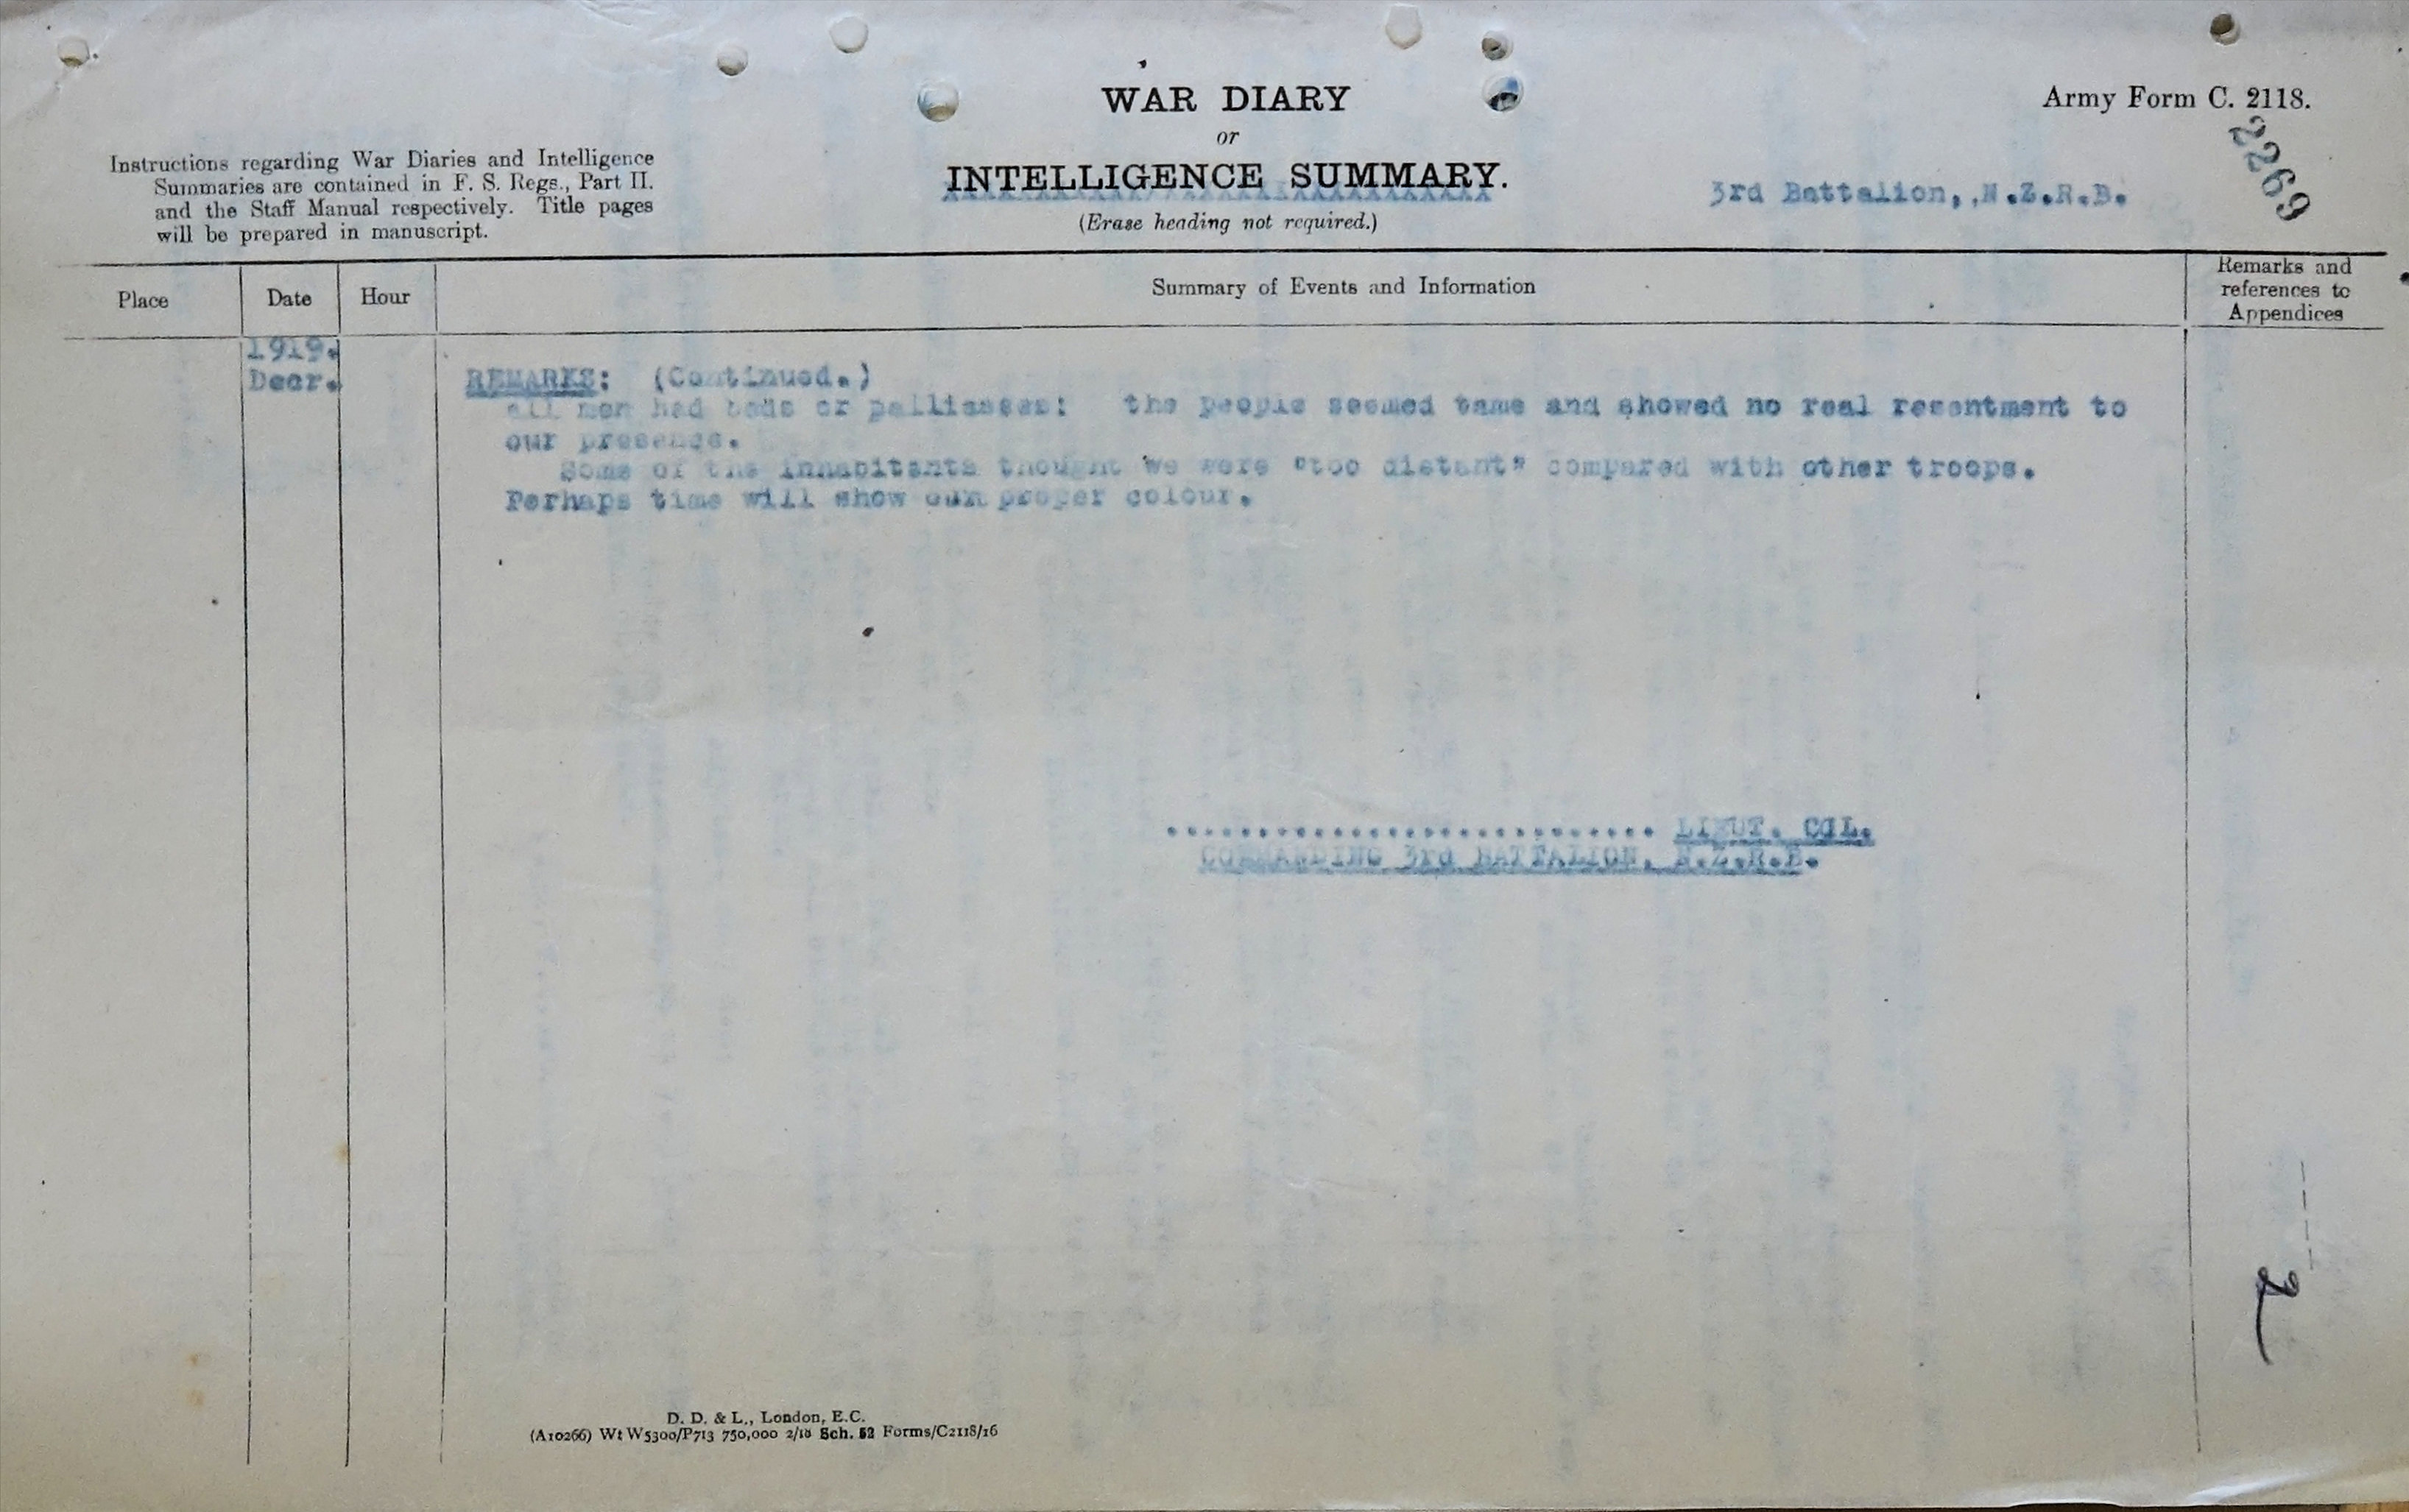 WAR DIARY
or
INTELLIGENCE SUMMARY.
(Erase heading not required.)
Army Form C. 2118.
2269
Instructions regarding War Diaries and Intelligence
Summaries are contained in F. S. Regs., Part II.
and the Staff Manual respectively. Title pages
will be prepared in manuscript.
3rd Battalion,,N.Z.R.B.
Place
Date
Hour
Summary of Events and Information
Remarks and
references to
Appendices
1919.
Decr.
REMARKS: (Continued.)
all men had beds or palliasses: the people seemed tame and showed no real resentment to
our presence.
Some of the inhabitants thought we were "too distant" compared with other troops.
Perhaps time will show our proper colour.
............................ LIEUT. COL.
COMMANDING 3rd BATTALION, N.Z.R.B.
2
D. D. & L., London, E.C.
(A10266) Wt W5300/P713 750,000 2/18 Sch. 52 Forms/C2118/16